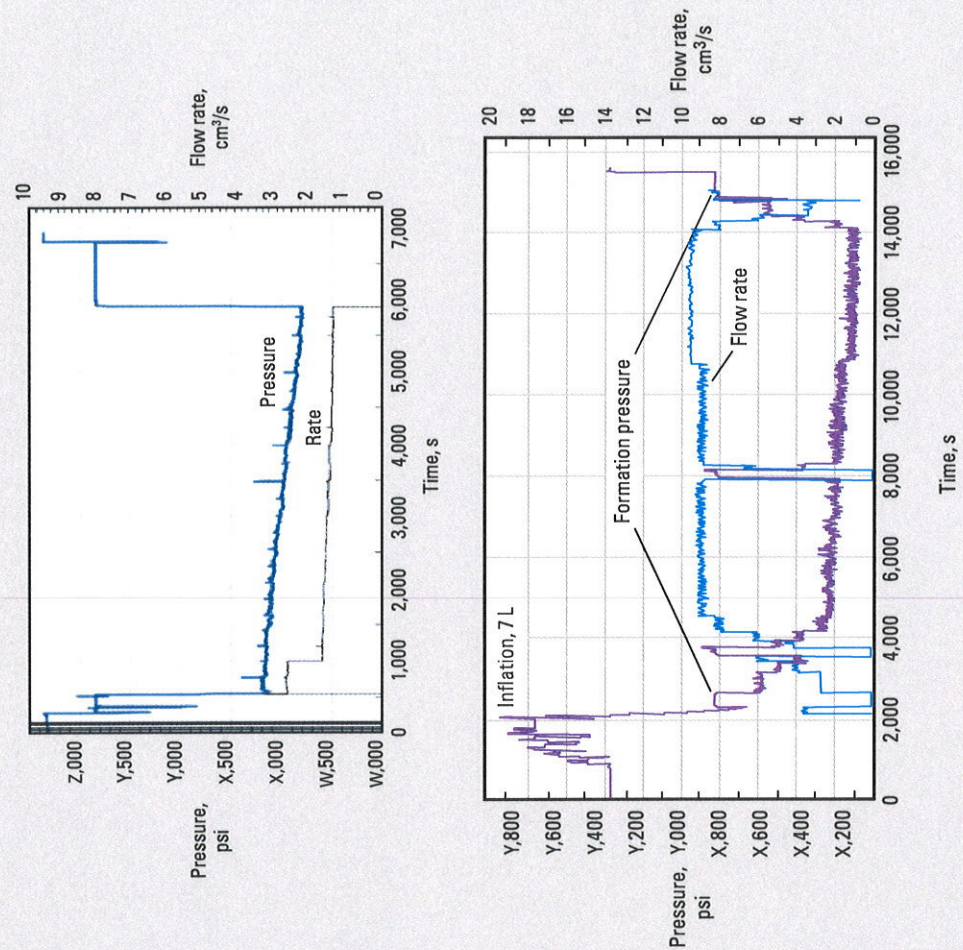 Pressure,
psi
Z,000
Y,500
Y,000
X,500
X,000
W,500
W,000
Pressure
Rate
10
9
8
7
6
5
4
3
2
1
0
Flow rate,
cm³/s
0
1,000
2,000
3,000
4,000
5,000
6,000
7,000
Time, s
Pressure,
psi
Y,800
Y,600
Y,400
Y,200
Y,000
X,800
X,600
X,400
X,200
Inflation, 7 L
Formation pressure
Flow rate
20
18
16
14
12
10
8
6
4
2
0
Flow rate,
cm³/s
0
2,000
4,000
6,000
8,000
10,000
12,000
14,000
16,000
Time, s